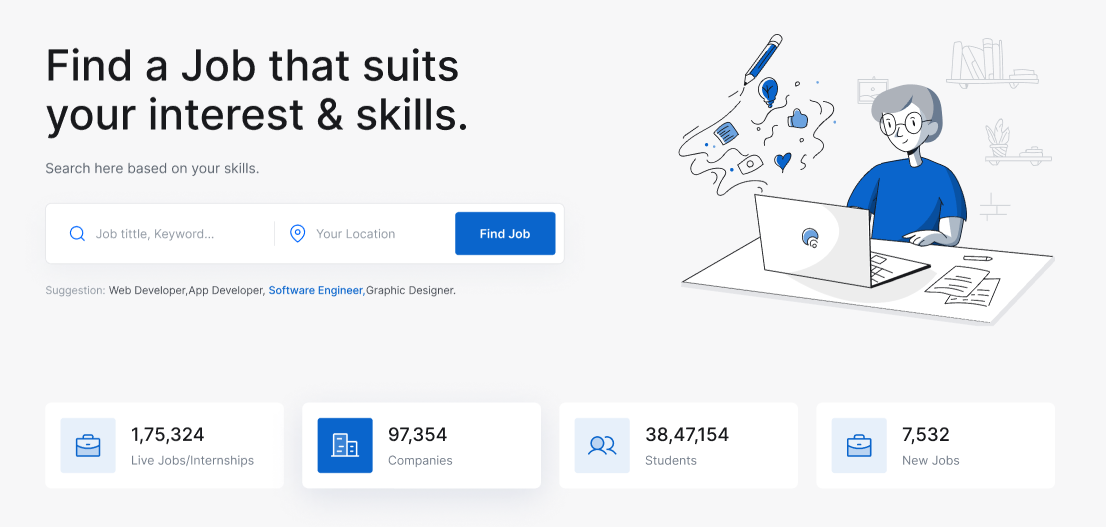 Find a Job that suits
your interest & skills.
Search here based on your skills.
Job tittle, Keyword...
Your Location
Find Job
Suggestion: Web Developer,App Developer, Software Engineer,Graphic Designer.
1,75,324
Live Jobs/Internships
97,354
Companies
38,47,154
Students
7,532
New Jobs